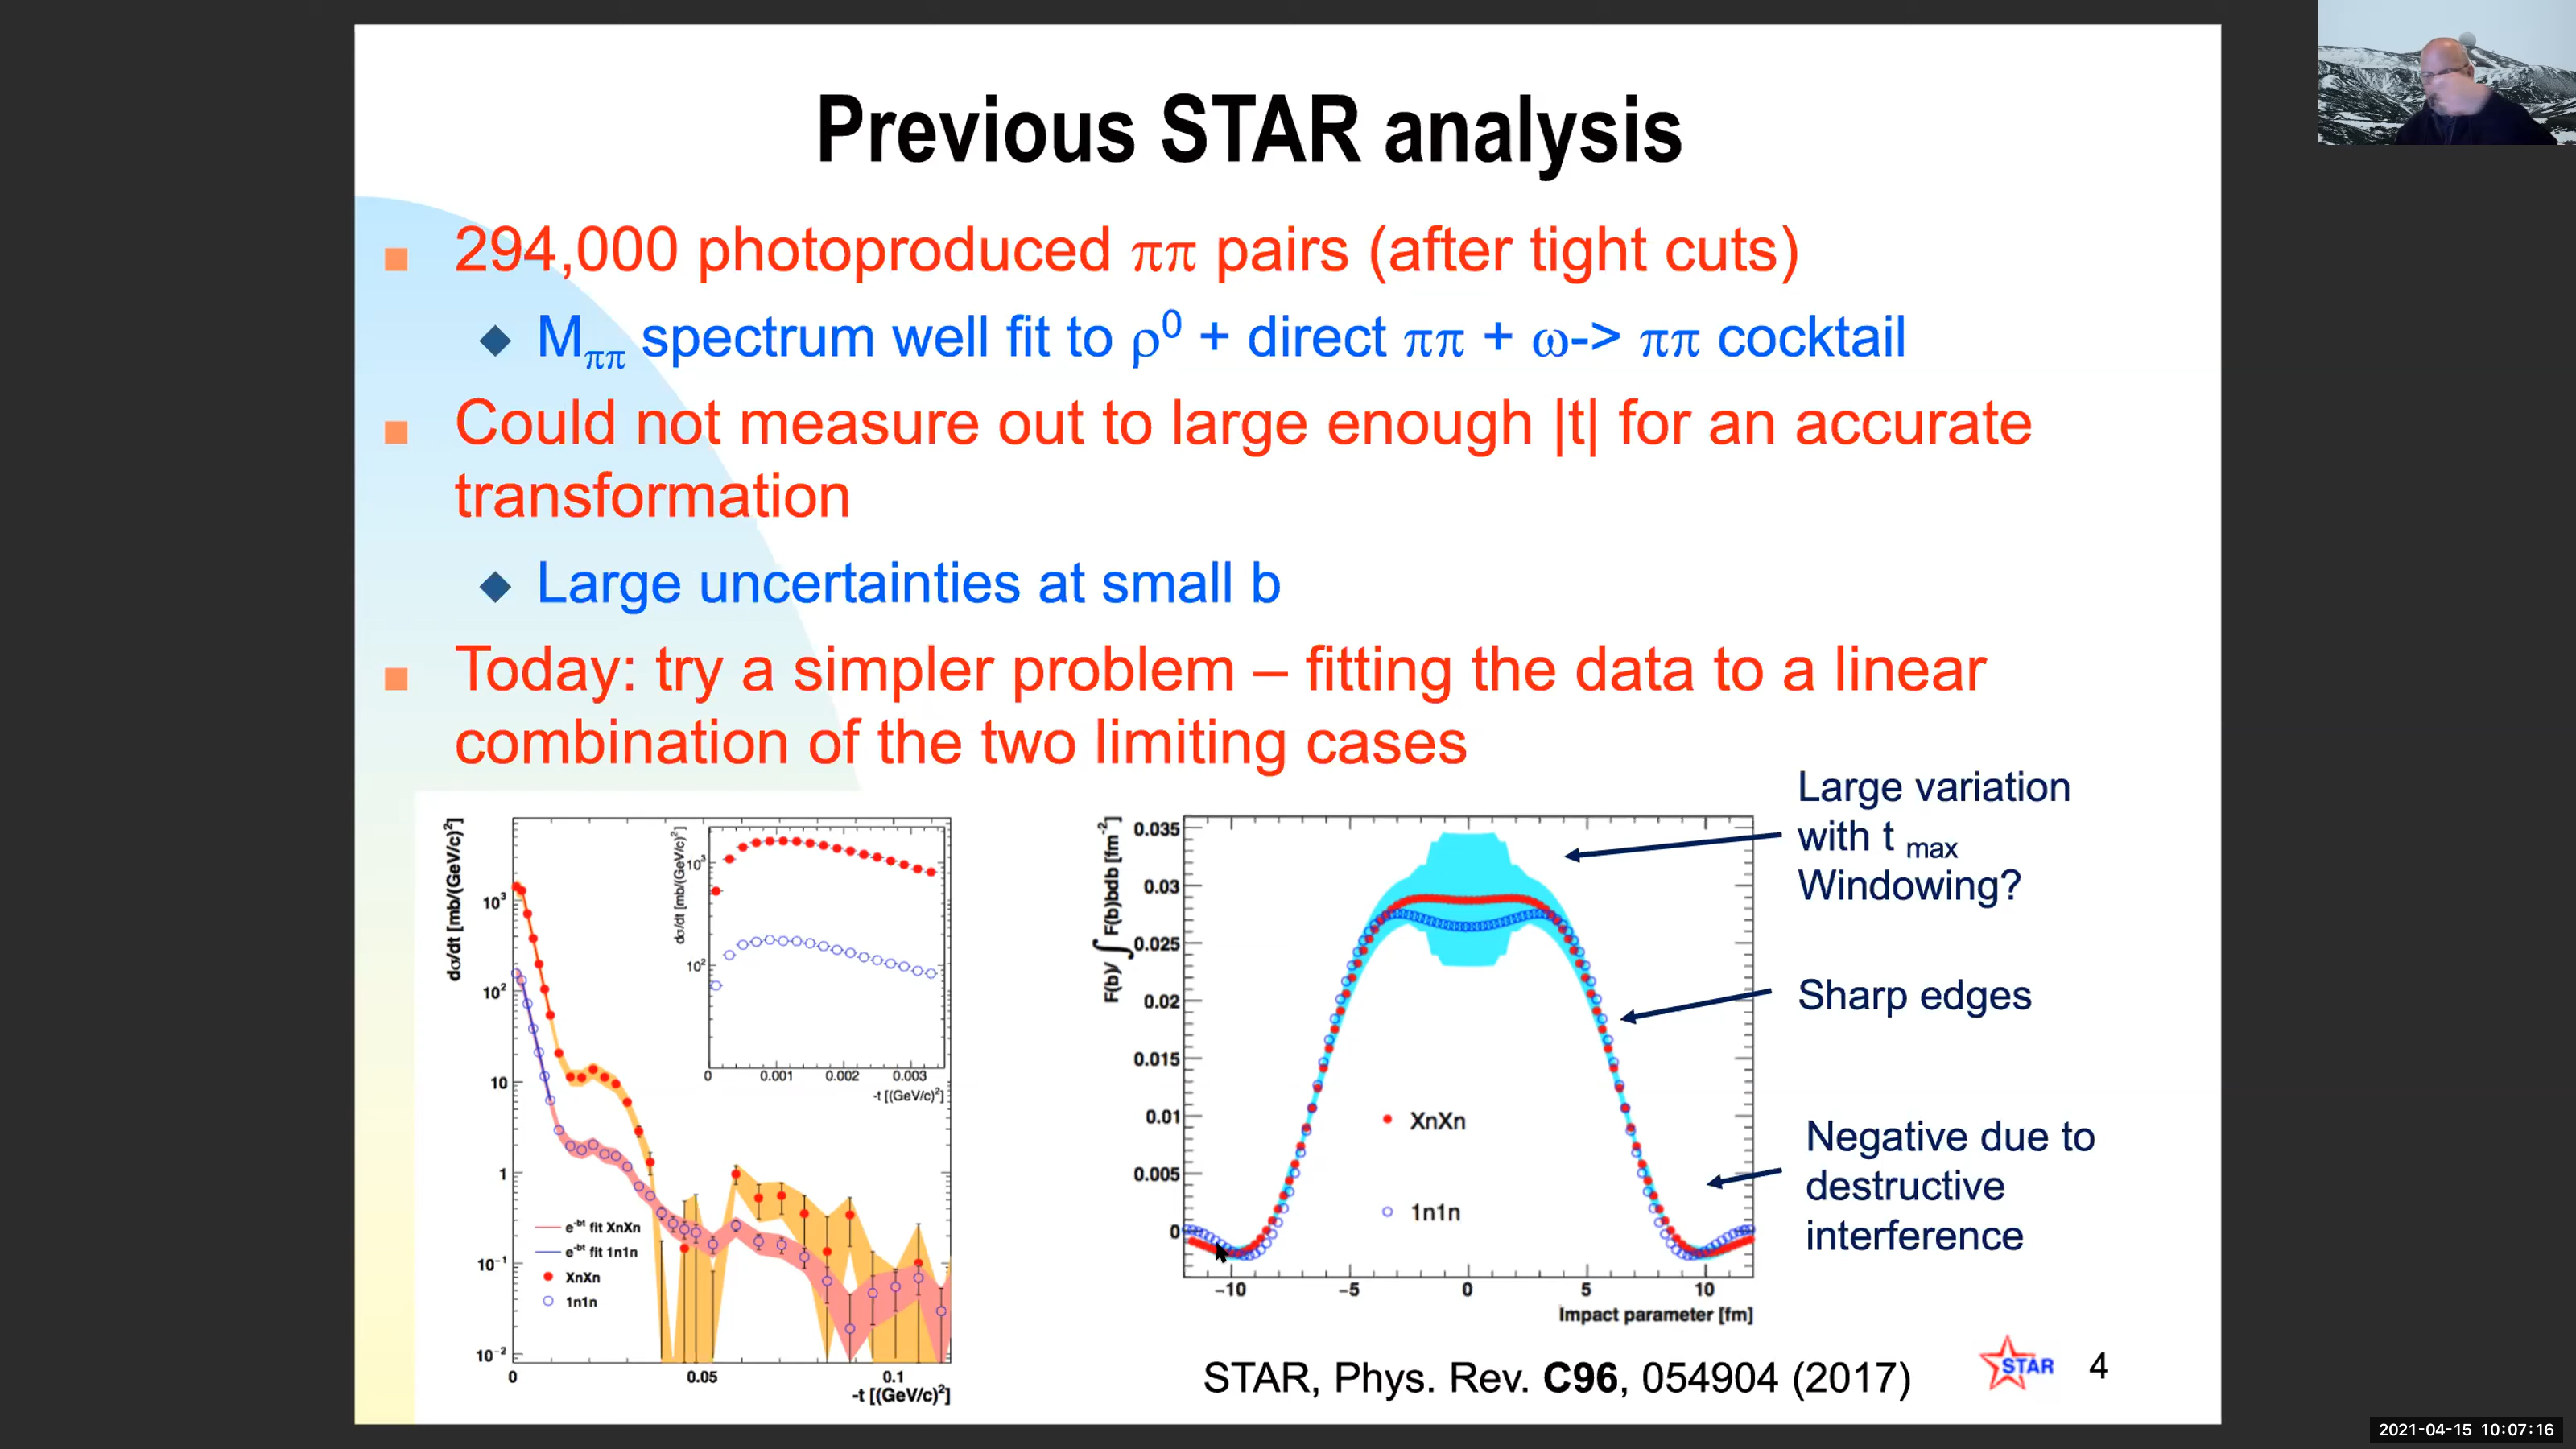 Previous STAR analysis
294,000 photoproduced ππ pairs (after tight cuts)
Mππ spectrum well fit to ρ⁰ + direct ππ + ω-> ππ cocktail
Could not measure out to large enough |t| for an accurate
transformation
Large uncertainties at small b
Today: try a simpler problem – fitting the data to a linear
combination of the two limiting cases
dσ/dt [mb/(GeV/c)²]
10³
10²
10
1
10⁻¹
10⁻²
0
0.05
0.1
-t [(GeV/c)²]
e⁻ᵇᵗ fit XnXn
e⁻ᵇᵗ fit 1n1n
XnXn
1n1n
dσ/dt [mb/(GeV/c)²]
10³
10²
0
0.001
0.002
0.003
-t [(GeV/c)²]
F(b)/∫F(b)bdb [fm⁻²]
0.035
0.03
0.025
0.02
0.015
0.01
0.005
0
−10
−5
0
5
10
Impact parameter [fm]
XnXn
1n1n
Large variation
with t max
Windowing?
Sharp edges
Negative due to
destructive
interference
STAR, Phys. Rev. C96, 054904 (2017)
STAR
4
2021-04-15 10:07:16